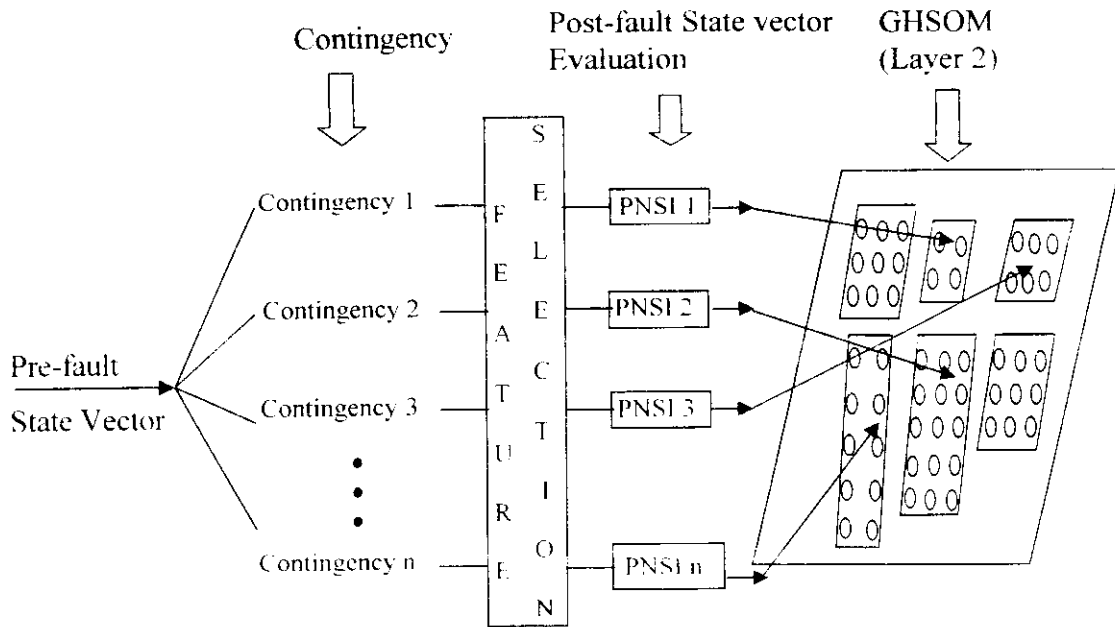 Contingency
Post-fault State vector
Evaluation
GHSOM
(Layer 2)
Pre-fault
State Vector
Contingency 1
Contingency 2
Contingency 3
Contingency n
FEATURE
SELECTION
PNSI 1
PNSI 2
PNSI 3
PNSI n